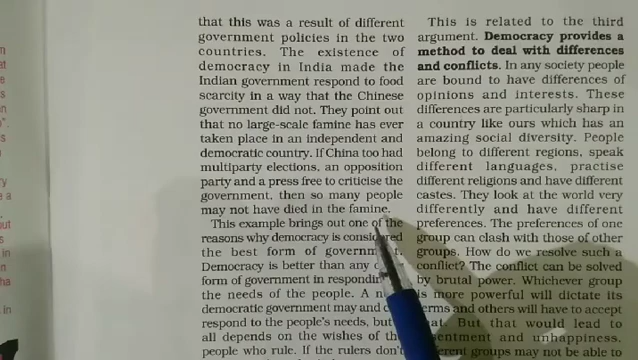 that this was a result of different
government policies in the two
countries. The existence of
democracy in India made the
Indian government respond to food
scarcity in a way that the Chinese
government did not. They point out
that no large-scale famine has ever
taken place in an independent and
democratic country. If China too had
multiparty elections, an opposition
party and a press free to criticise the
government, then so many people
may not have died in the famine.
This example brings out one of the
reasons why democracy is considered
the best form of government.
Democracy is better than any
form of government in respondin
the needs of the people. A n
democratic government may and c
respond to the people's needs, but
all depends on the wishes of the
people who rule. If the rulers don't
This is related to the third
argument. Democracy provides a
method to deal with differences
and conflicts. In any society people
are bound to have differences of
opinions and interests. These
differences are particularly sharp in
a country like ours which has an
amazing social diversity. People
belong to different regions, speak
different languages, practise
different religions and have different
castes. They look at the world very
differently and have different
preferences. The preferences of one
group can clash with those of other
groups. How do we resolve such a
conflict? The conflict can be solved
by brutal power. Whichever group
is more powerful will dictate its
terms and others will have to accept
that. But that would lead to
sentment and unhappiness.
erent groups may not be able to